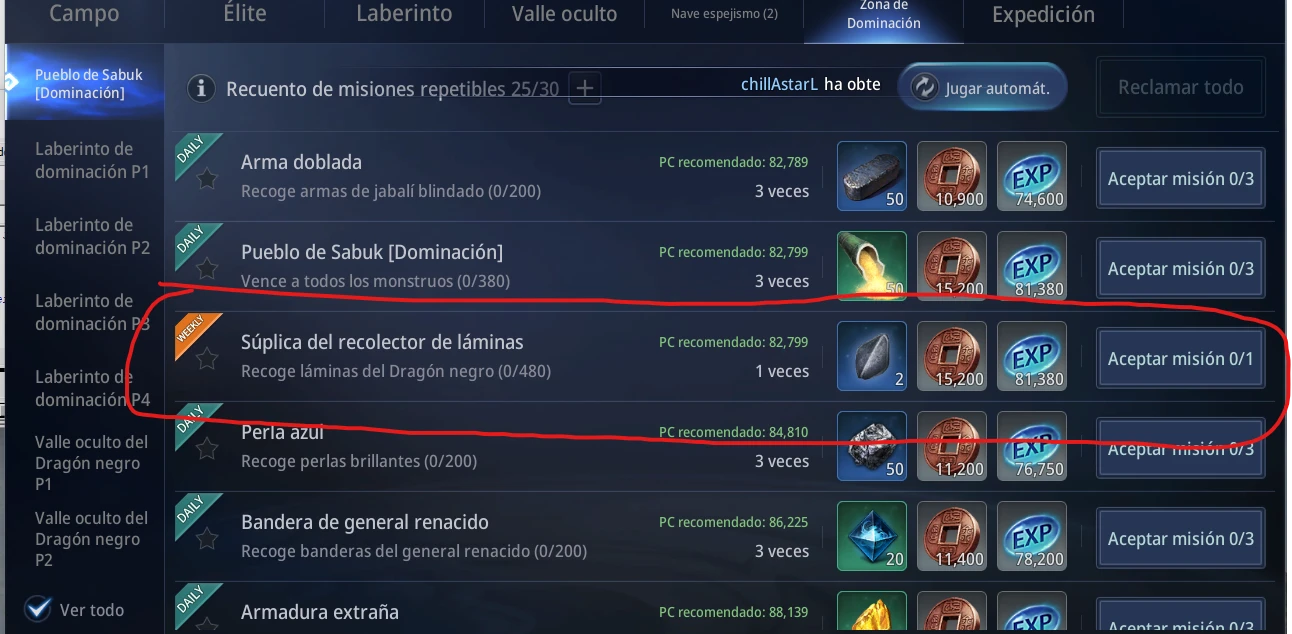 Campo
Élite
Laberinto
Valle oculto
Nave espejismo (2)
Zona de
Dominación
Expedición
Pueblo de Sabuk
[Dominación]
Laberinto de
dominación P1
Laberinto de
dominación P2
Laberinto de
dominación P3
Laberinto de
dominación P4
Valle oculto del
Dragón negro
P1
Valle oculto del
Dragón negro
P2
Ver todo
Recuento de misiones repetibles 25/30
chillAstarL ha obte
Jugar automát.
Reclamar todo
DAILY
Arma doblada
Recoge armas de jabalí blindado (0/200)
PC recomendado: 82,789
3 veces
50
10,900
EXP
74,600
Aceptar misión 0/3
DAILY
Pueblo de Sabuk [Dominación]
Vence a todos los monstruos (0/380)
PC recomendado: 82,799
3 veces
50
15,200
EXP
81,380
Aceptar misión 0/3
WEEKLY
Súplica del recolector de láminas
Recoge láminas del Dragón negro (0/480)
PC recomendado: 82,799
1 veces
2
15,200
EXP
81,380
Aceptar misión 0/1
DAILY
Perla azul
Recoge perlas brillantes (0/200)
PC recomendado: 84,810
3 veces
50
11,200
EXP
76,750
Aceptar misión 0/3
DAILY
Bandera de general renacido
Recoge banderas del general renacido (0/200)
PC recomendado: 86,225
3 veces
20
11,400
EXP
78,200
Aceptar misión 0/3
DAILY
Armadura extraña
PC recomendado: 88,139
EXP
Aceptar misión 0/3